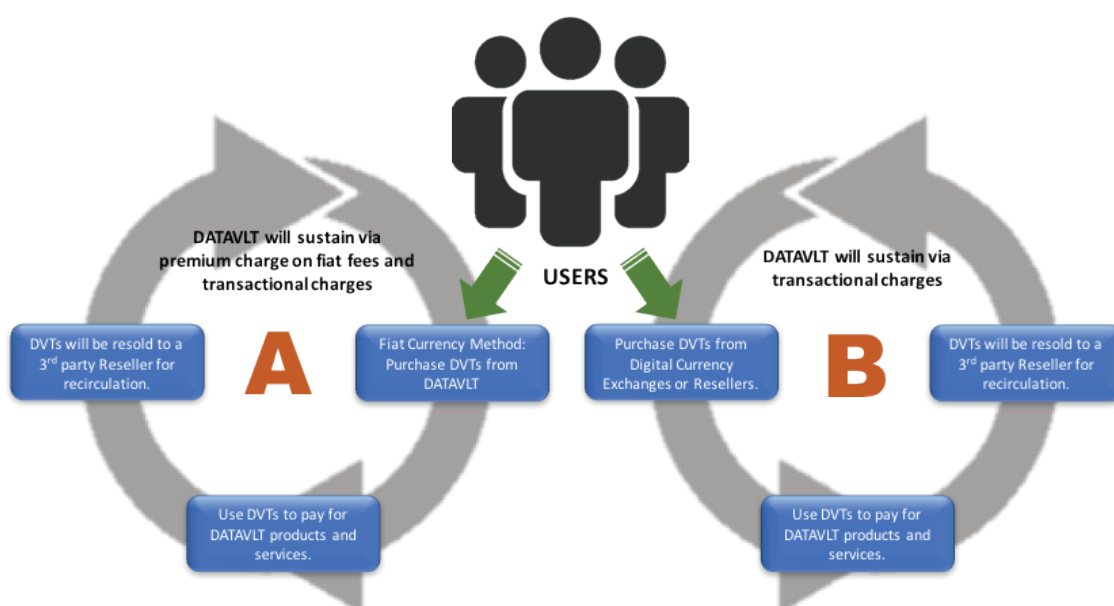 DATAVLT will sustain via
premium charge on fiat fees and
transactional charges
USERS
DATAVLT will sustain via
transactional charges
DVTs will be resold to a
3rd party Reseller for
recirculation.
A
Fiat Currency Method:
Purchase DVTs from
DATAVLT
Purchase DVTs from
Digital Currency
Exchanges or Resellers.
B
DVTs will be resold to a
3rd party Reseller for
recirculation.
Use DVTs to pay for
DATAVLT products and
services.
Use DVTs to pay for
DATAVLT products and
services.